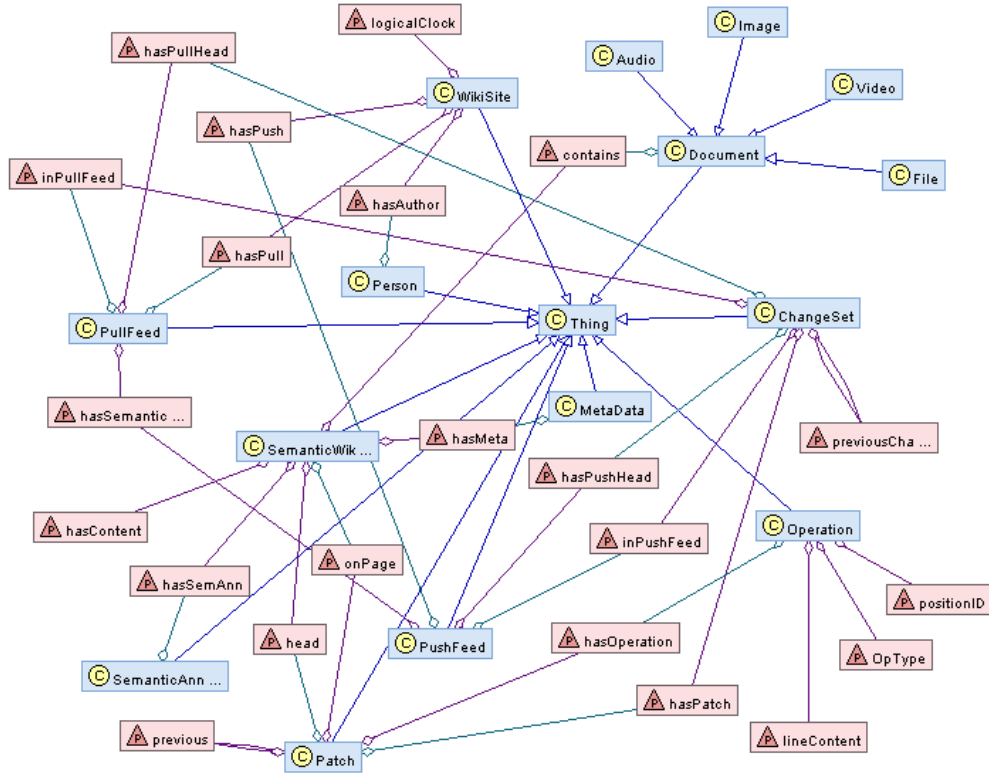 C Image
P logicalClock
P hasPullHead
C Audio
C WikiSite
C Video
P hasPush
P contains
C Document
P inPullFeed
C File
P hasAuthor
P hasPull
C Person
C PullFeed
C Thing
C ChangeSet
P hasSemantic ...
C MetaData
C SemanticWik ...
P hasMeta
P previousCha ...
P hasPushHead
P hasContent
C Operation
P inPushFeed
P onPage
P hasSemAnn
P positionID
P head
C PushFeed
P hasOperation
P OpType
C SemanticAnn ...
P hasPatch
P previous
P lineContent
C Patch